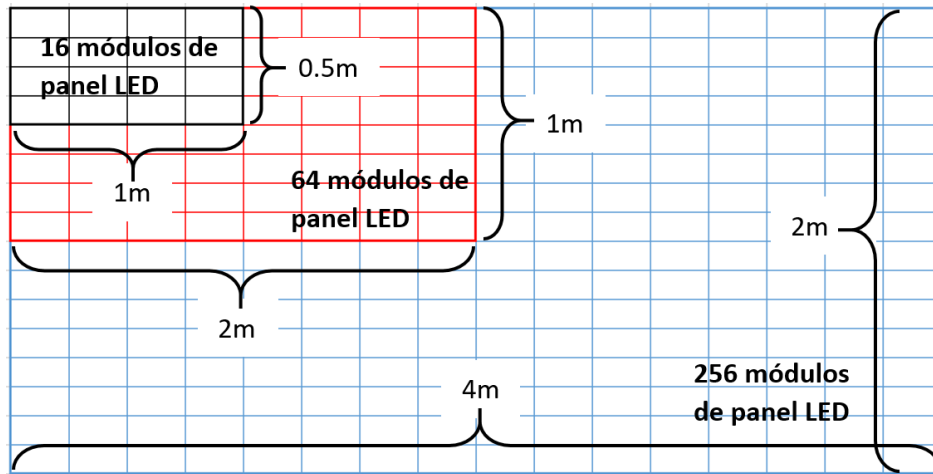 16 módulos de
panel LED
0.5m
1m
1m
64 módulos de
panel LED
2m
2m
4m
256 módulos
de panel LED